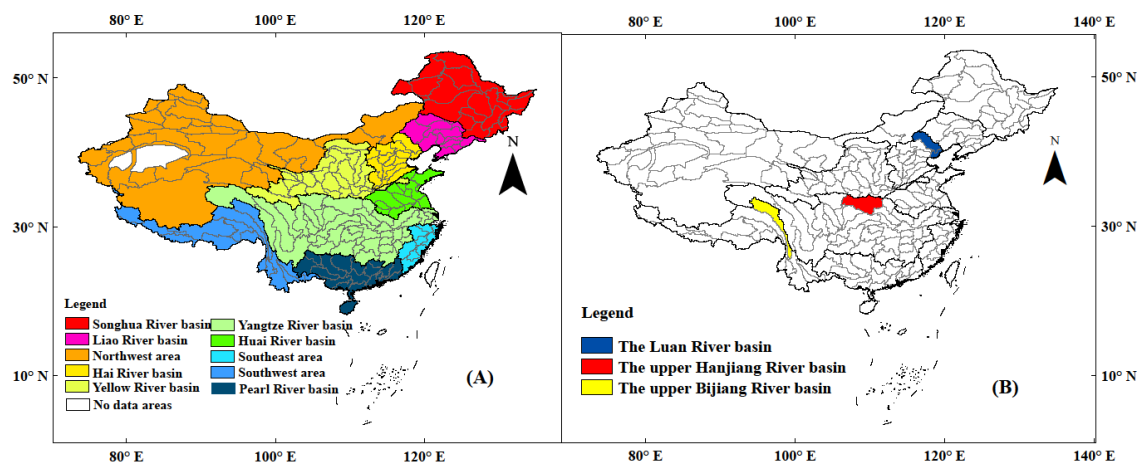 80° E 100° E 120° E
80° E 100° E 120° E 140° E
50° N
30° N
10° N
N
Legend
Songhua River basin
Liao River basin
Northwest area
Hai River basin
Yellow River basin
No data areas
Yangtze River basin
Huai River basin
Southeast area
Southwest area
Pearl River basin
(A)
80° E 100° E 120° E
50° N
30° N
10° N
N
Legend
The Luan River basin
The upper Hanjiang River basin
The upper Bijiang River basin
(B)
80° E 100° E 120° E 140° E